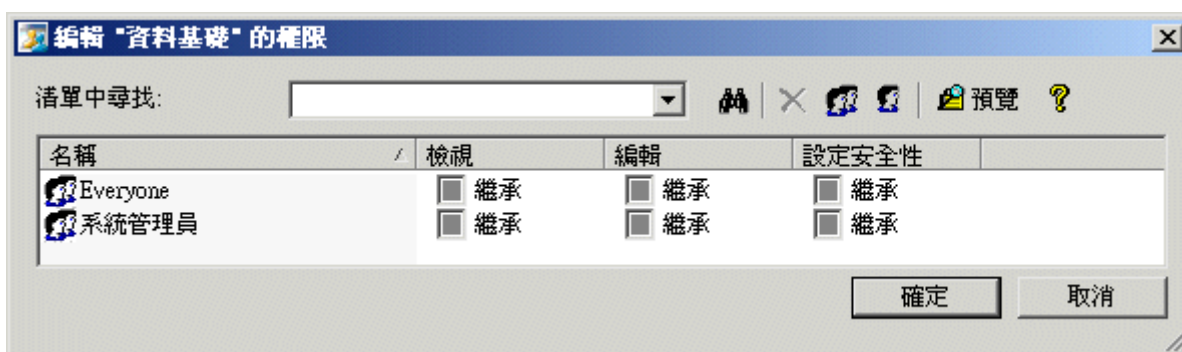 編輯 "資料基礎" 的權限
清單中尋找: 預覽
名稱 檢視 編輯 設定安全性
Everyone 繼承 繼承 繼承
系統管理員 繼承 繼承 繼承
確定 取消